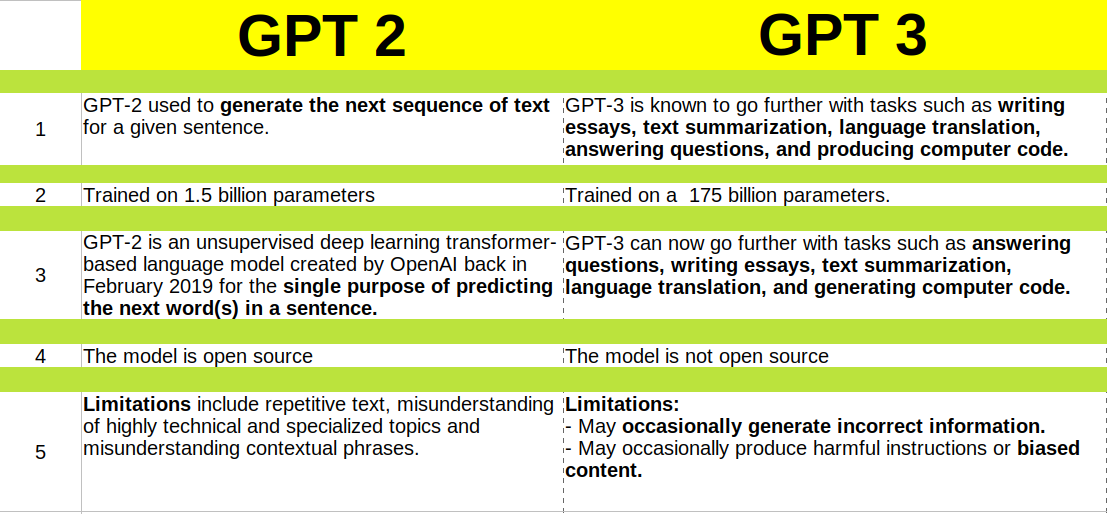 GPT 2 GPT 3
1
GPT-2 used to generate the next sequence of text
for a given sentence.
GPT-3 is known to go further with tasks such as writing
essays, text summarization, language translation,
answering questions, and producing computer code.
2
Trained on 1.5 billion parameters
Trained on a  175 billion parameters.
3
GPT-2 is an unsupervised deep learning transformer-
based language model created by OpenAI back in
February 2019 for the single purpose of predicting
the next word(s) in a sentence.
GPT-3 can now go further with tasks such as answering
questions, writing essays, text summarization,
language translation, and generating computer code.
4
The model is open source
The model is not open source
5
Limitations include repetitive text, misunderstanding
of highly technical and specialized topics and
misunderstanding contextual phrases.
Limitations:
- May occasionally generate incorrect information.
- May occasionally produce harmful instructions or biased
content.